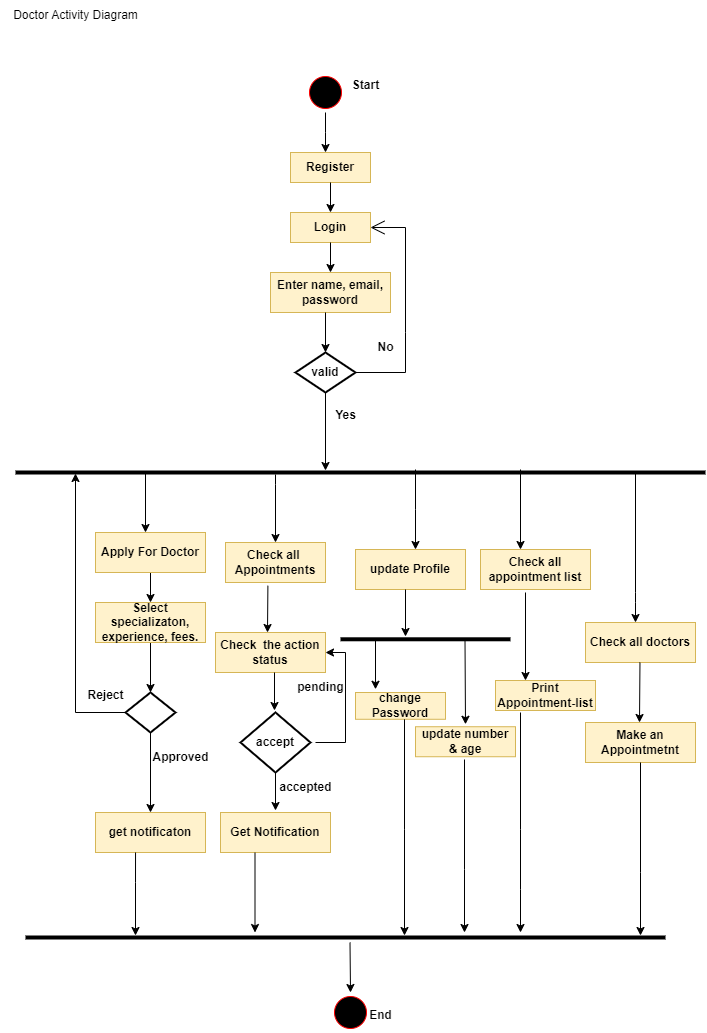 Doctor Activity Diagram
Start
Register
Login
Enter name, email,
password
No
valid
Yes
Apply For Doctor
Check all
Appointments
update Profile
Check all
appointment list
Select
specializaton,
experience, fees.
Check the action
status
Check all doctors
Reject
pending
change
Password
Print
Appointment-list
accept
update number
& age
Make an
Appointmetnt
Approved
accepted
get notificaton
Get Notification
End